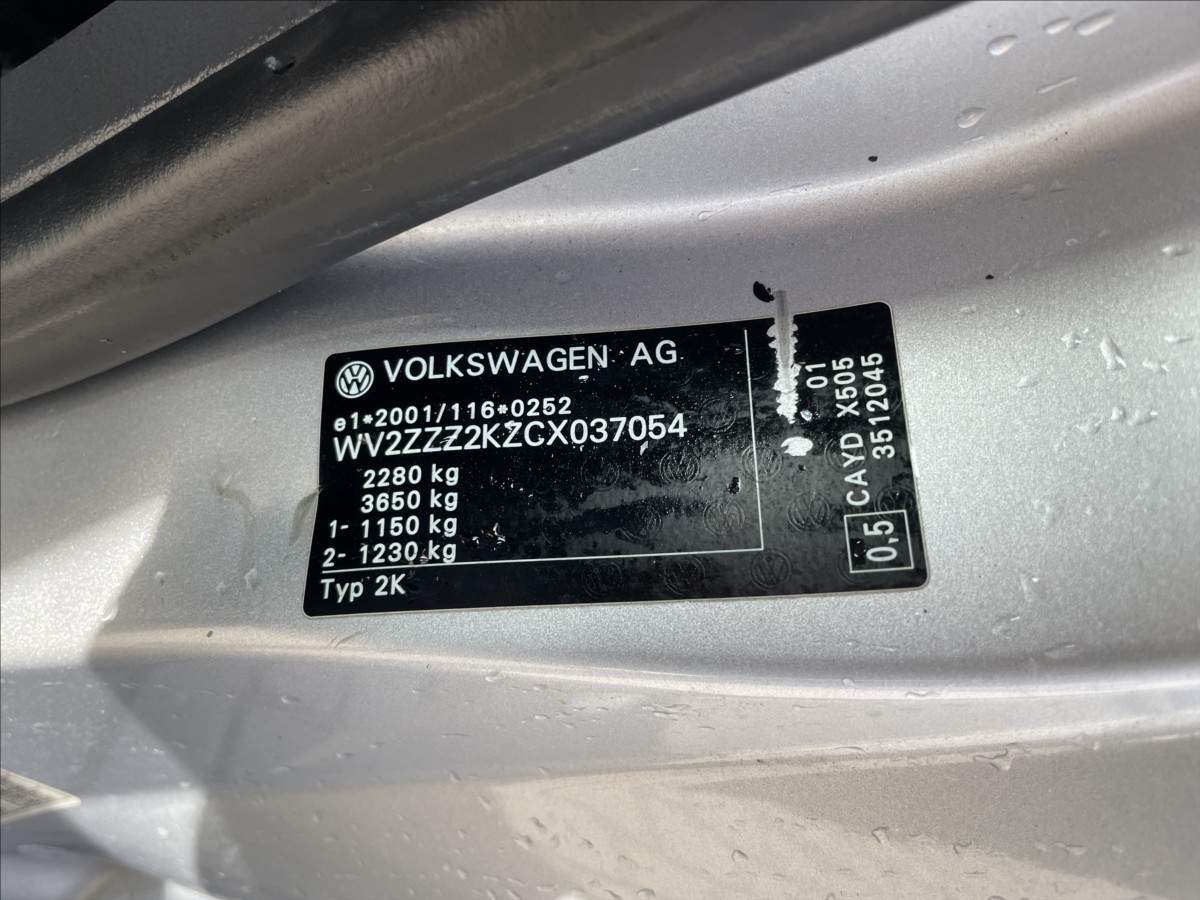 VOLKSWAGEN AG
e1*2001/116*0252
WV2ZZZ2KZCX037054
2280 kg
3650 kg
1- 1150 kg
2- 1230 kg
Typ 2K
01
0,5 CAYD X505
3512045